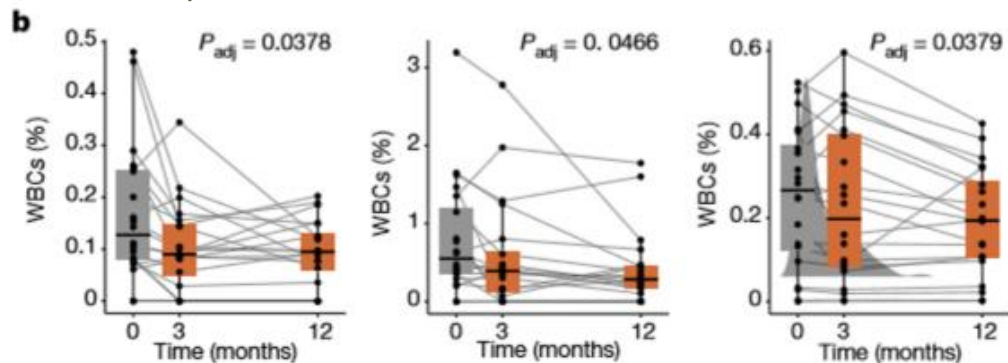 b
P adj = 0.0378
WBCs (%)
0.5
0.4
0.3
0.2
0.1
0
0 3 12
Time (months)
P adj = 0. 0466
WBCs (%)
3
2
1
0
0 3 12
Time (months)
P adj = 0.0379
WBCs (%)
0.6
0.4
0.2
0
0 3 12
Time (months)